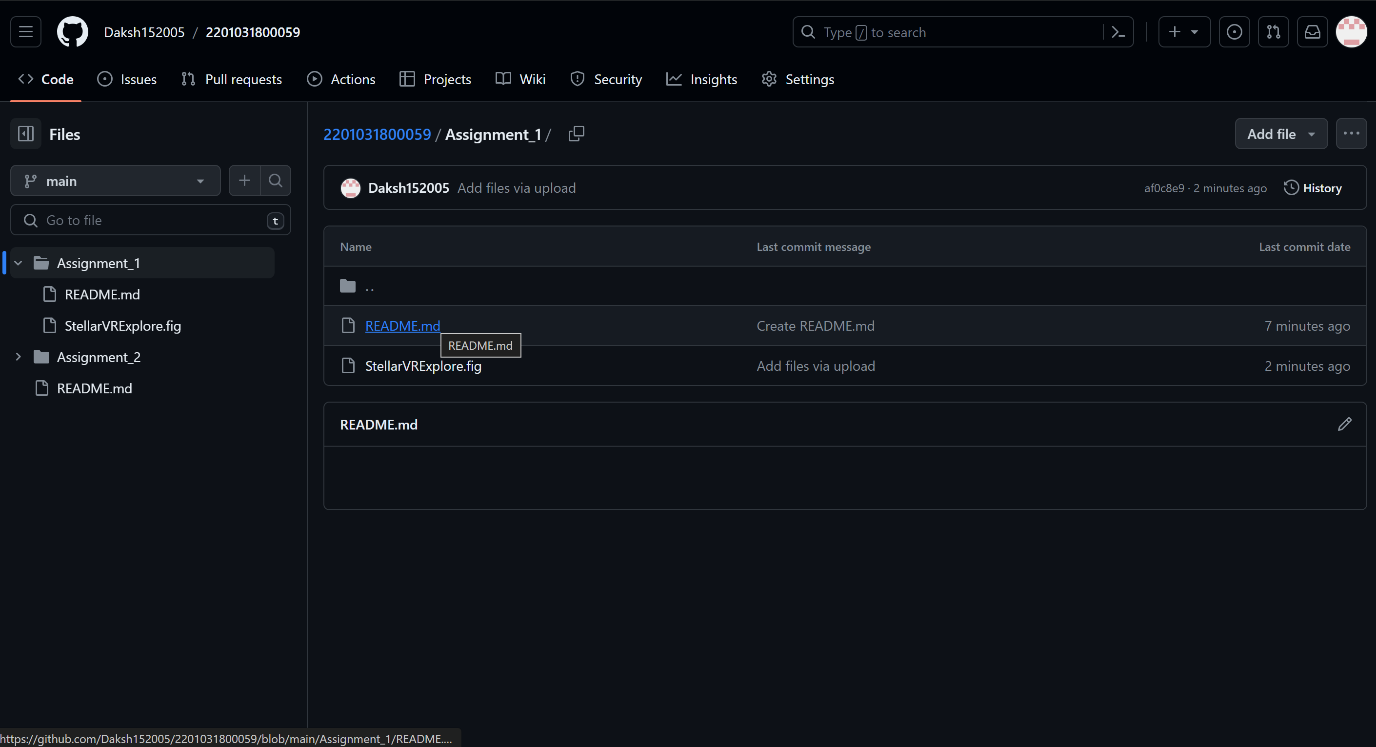 Daksh152005 / 2201031800059
Type / to search
Code Issues Pull requests Actions Projects Wiki Security Insights Settings
Files
main
Go to file t
Assignment_1
README.md
StellarVRExplore.fig
Assignment_2
README.md
2201031800059 / Assignment_1 /
Add file
Daksh152005 Add files via upload af0c8e9 · 2 minutes ago History
Name Last commit message Last commit date
..
README.md Create README.md 7 minutes ago
README.md
StellarVRExplore.fig Add files via upload 2 minutes ago
README.md
https://github.com/Daksh152005/2201031800059/blob/main/Assignment_1/README....